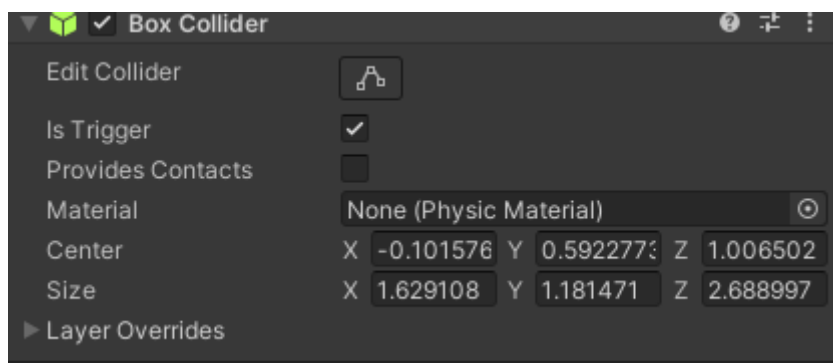 Box Collider
Edit Collider
Is Trigger
Provides Contacts
Material None (Physic Material)
Center X -0.101576 Y 0.5922773 Z 1.006502
Size X 1.629108 Y 1.181471 Z 2.688997
Layer Overrides